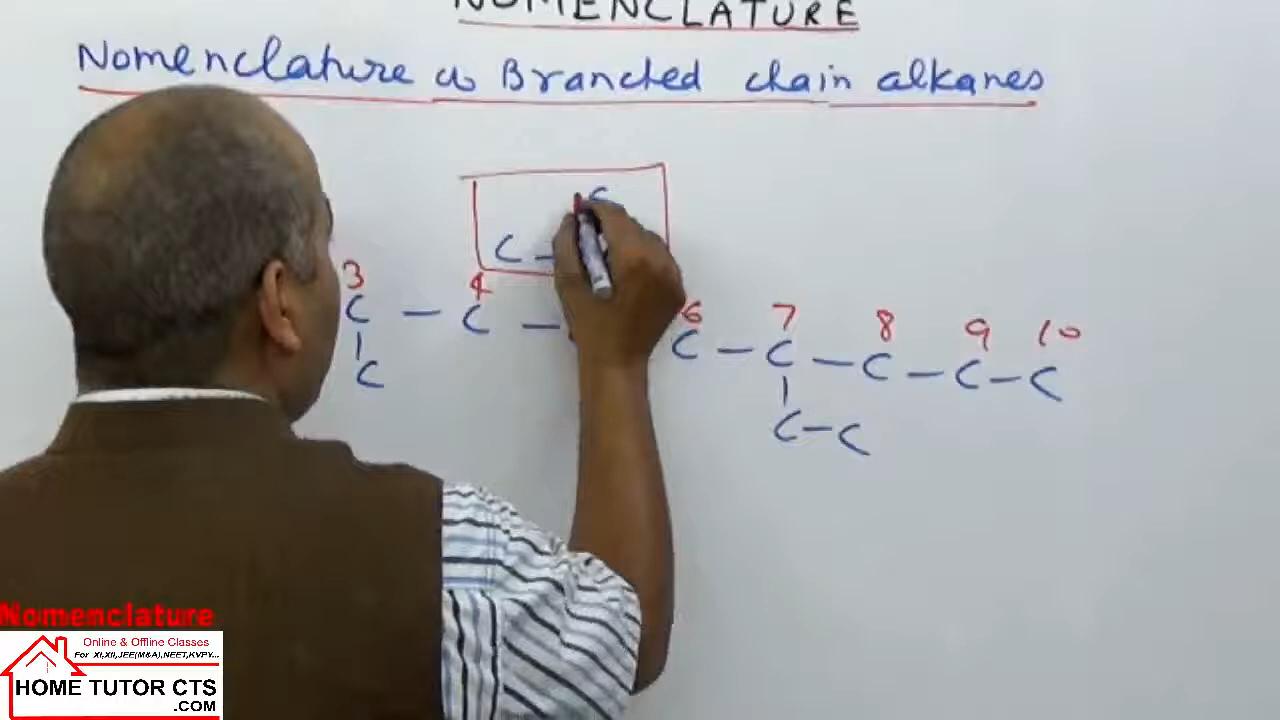 NOMENCLATURE
Nomenclature of Branched chain alkanes
C
C –
3 4 6 7 8 9 10
C – C – C – C – C – C – C
C
C – C
Nomenclature
Online & Offline Classes
For XI,XII,JEE(M&A),NEET,KVPY...
HOME TUTOR CTS
.COM